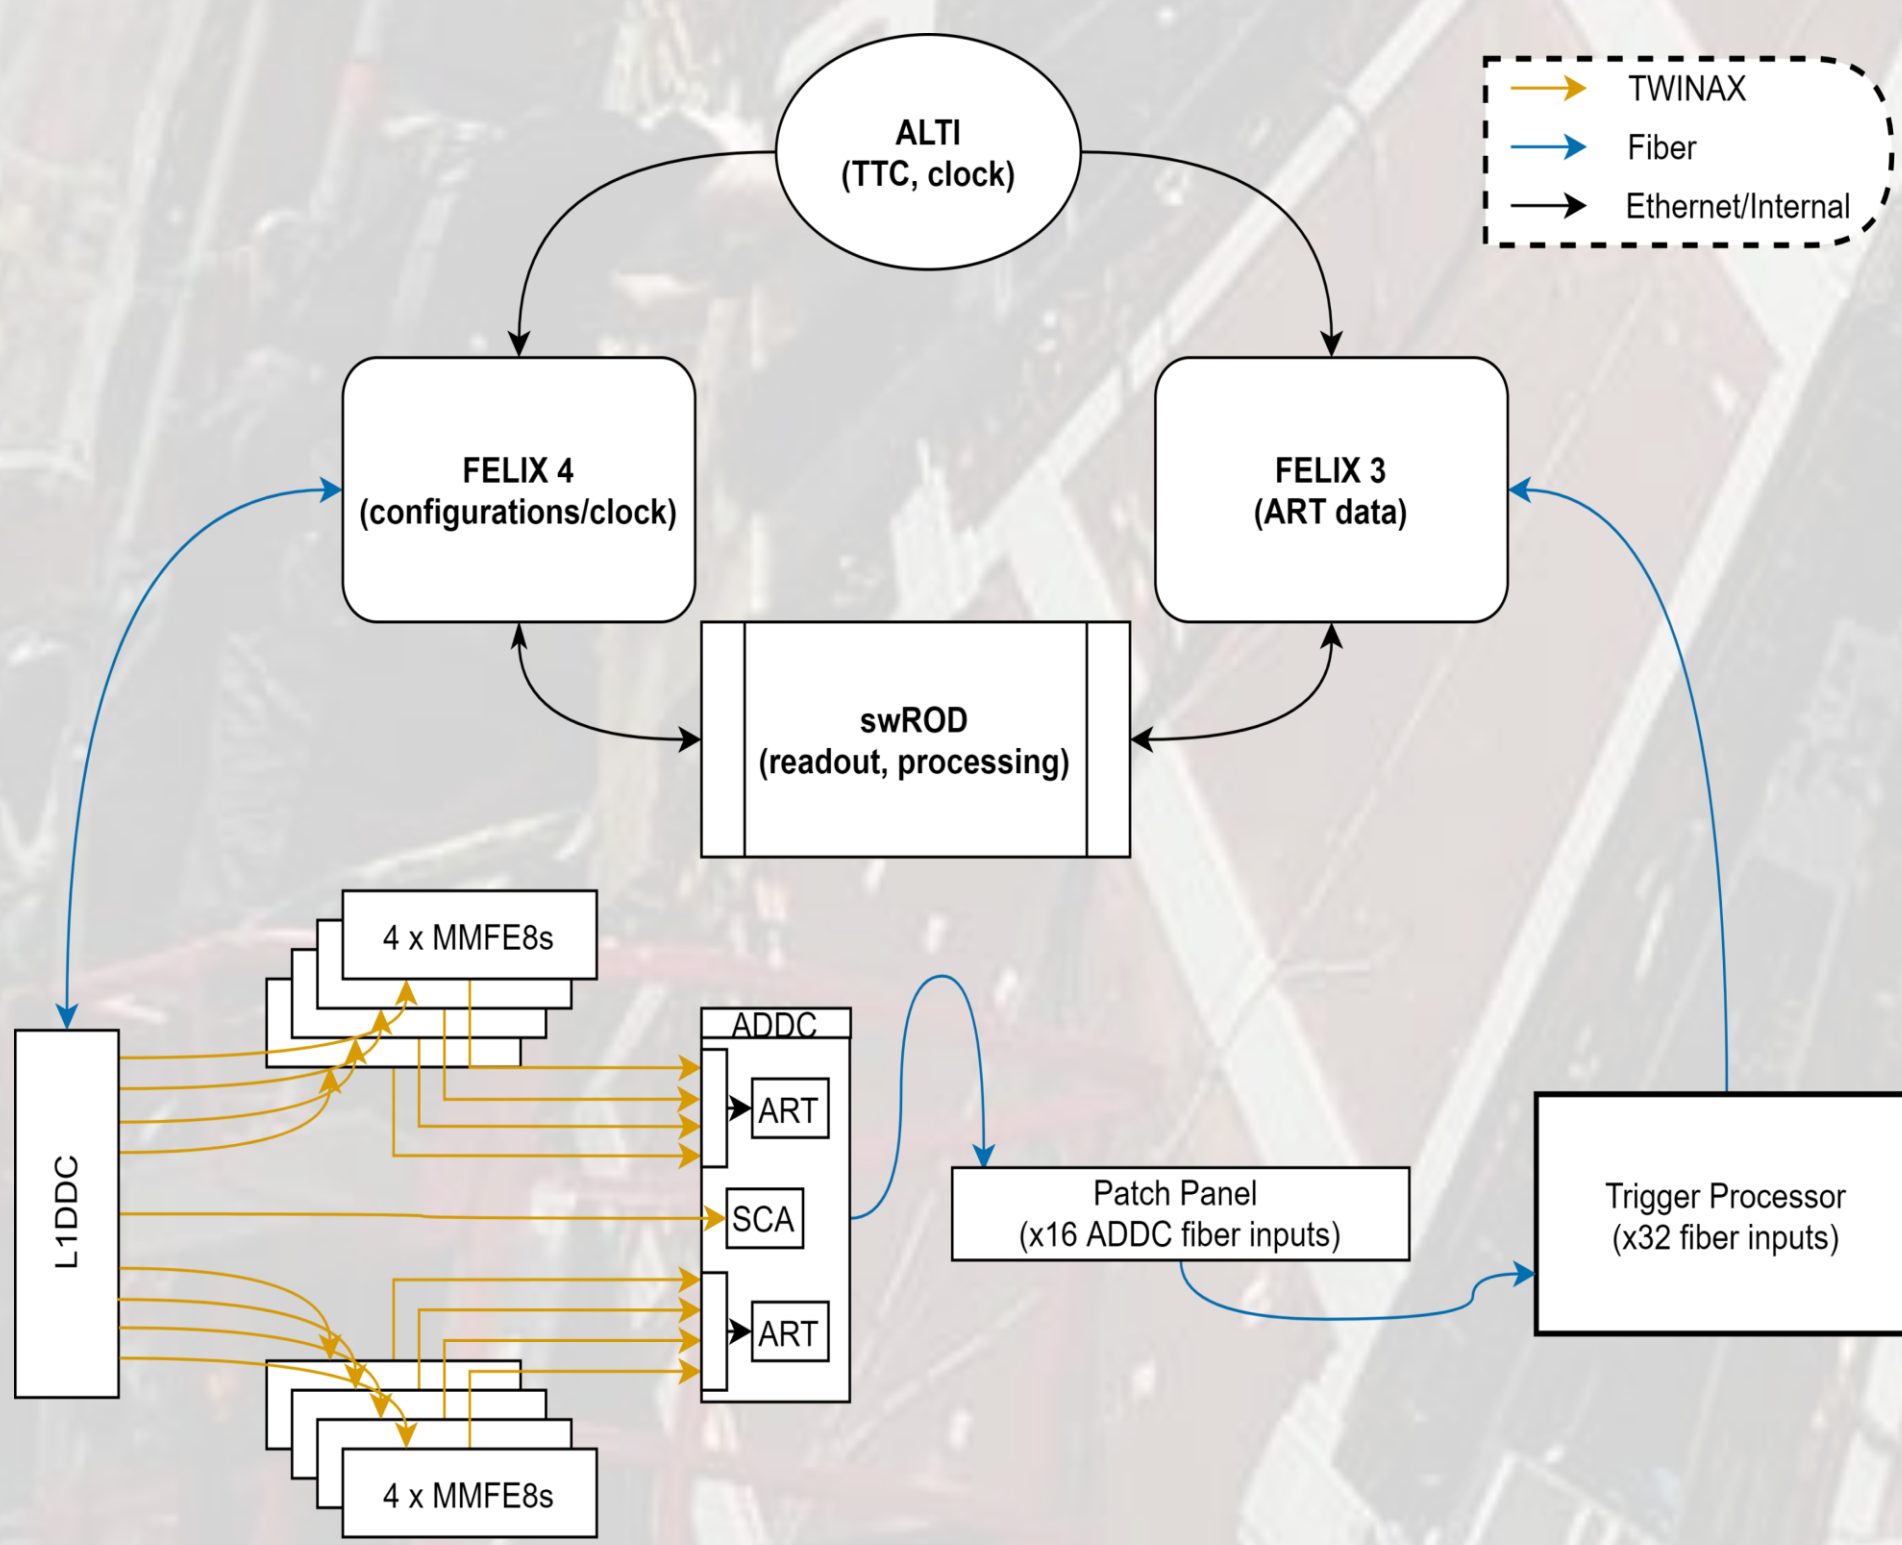 ALTI
(TTC, clock)
TWINAX
Fiber
Ethernet/Internal
FELIX 4
(configurations/clock)
FELIX 3
(ART data)
swROD
(readout, processing)
4 x MMFE8s
ADDC
ART
SCA
ART
L1DDC
Patch Panel
(x16 ADDC fiber inputs)
Trigger Processor
(x32 fiber inputs)
4 x MMFE8s